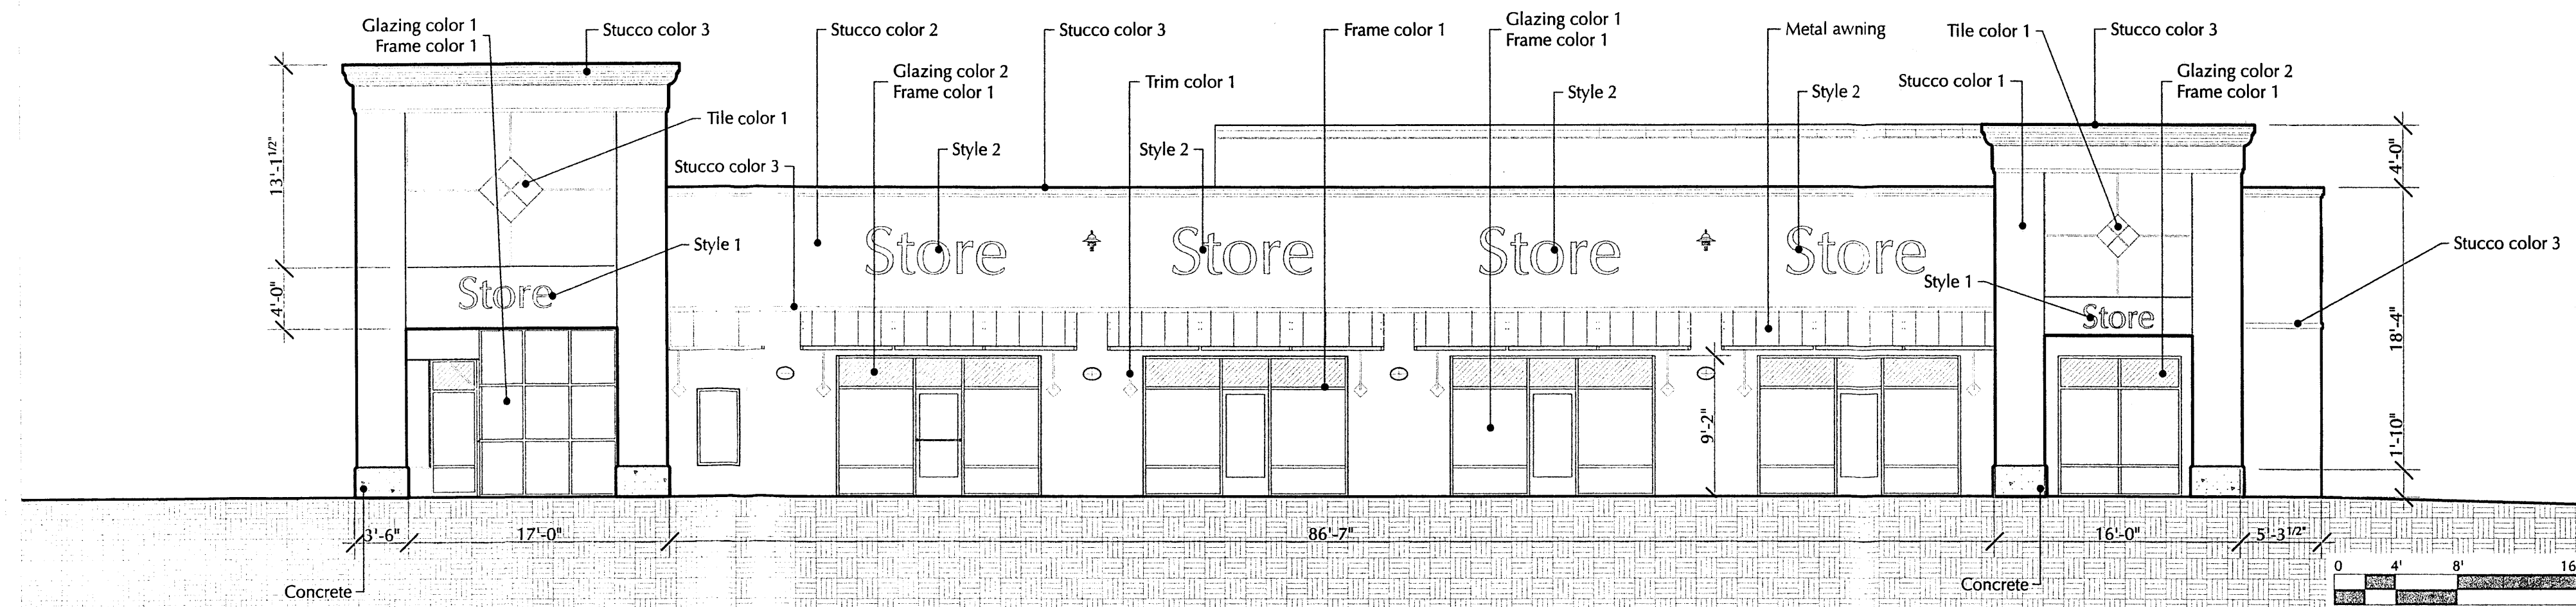 Glazing color 1
Frame color 1
Stucco color 3
Stucco color 2
Stucco color 3
Frame color 1
Glazing color 1
Frame color 1
Metal awning
Tile color 1
Stucco color 3
Glazing color 2
Frame color 1
Trim color 1
Style 2
Style 2
Stucco color 1
Glazing color 2
Frame color 1
Tile color 1
Style 2
Style 2
Stucco color 3
13'-1 1/2"
4'-0"
Style 1
Store
Store
Store
Store
Store
Style 1
Store
Stucco color 3
4'-0"
18'-4"
1'-10"
9'-2"
3'-6"
17'-0"
86'-7"
16'-0"
5'-3 1/2"
Concrete
Concrete
0 4' 8' 16